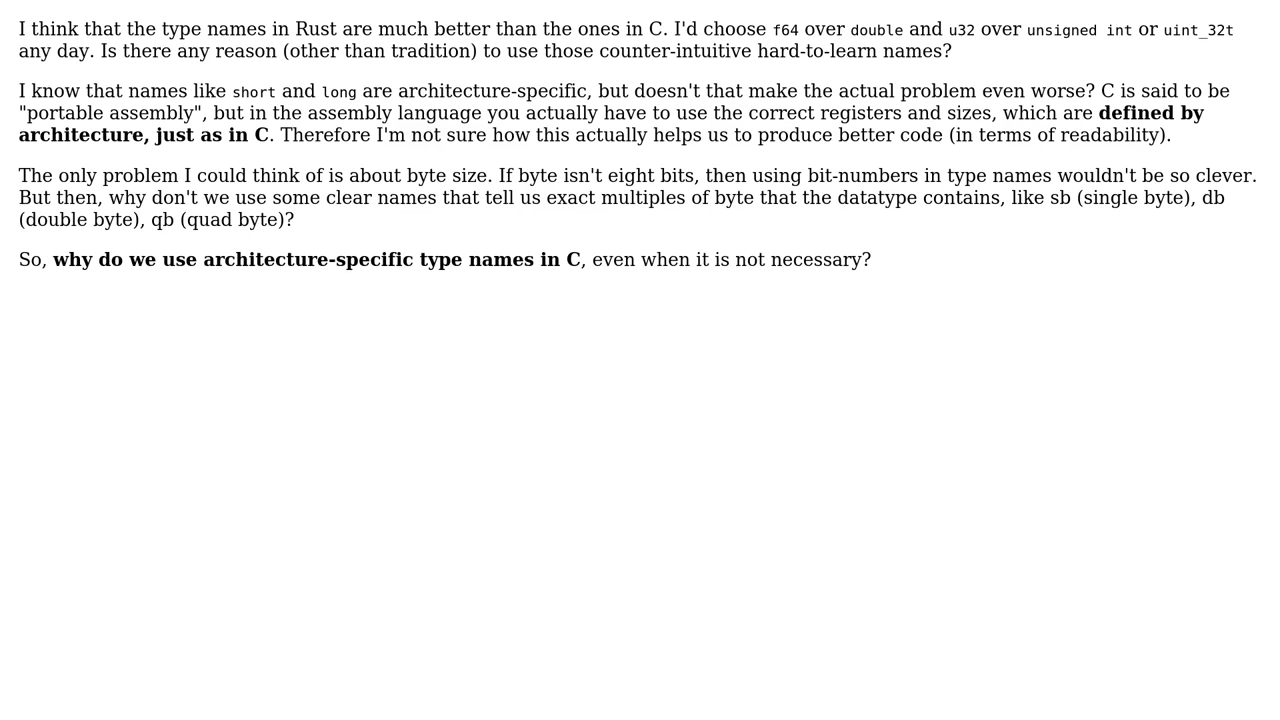 I think that the type names in Rust are much better than the ones in C. I'd choose f64 over double and u32 over unsigned int or uint_32t
any day. Is there any reason (other than tradition) to use those counter-intuitive hard-to-learn names?
I know that names like short and long are architecture-specific, but doesn't that make the actual problem even worse? C is said to be
"portable assembly", but in the assembly language you actually have to use the correct registers and sizes, which are defined by
architecture, just as in C. Therefore I'm not sure how this actually helps us to produce better code (in terms of readability).
The only problem I could think of is about byte size. If byte isn't eight bits, then using bit-numbers in type names wouldn't be so clever.
But then, why don't we use some clear names that tell us exact multiples of byte that the datatype contains, like sb (single byte), db
(double byte), qb (quad byte)?
So, why do we use architecture-specific type names in C, even when it is not necessary?